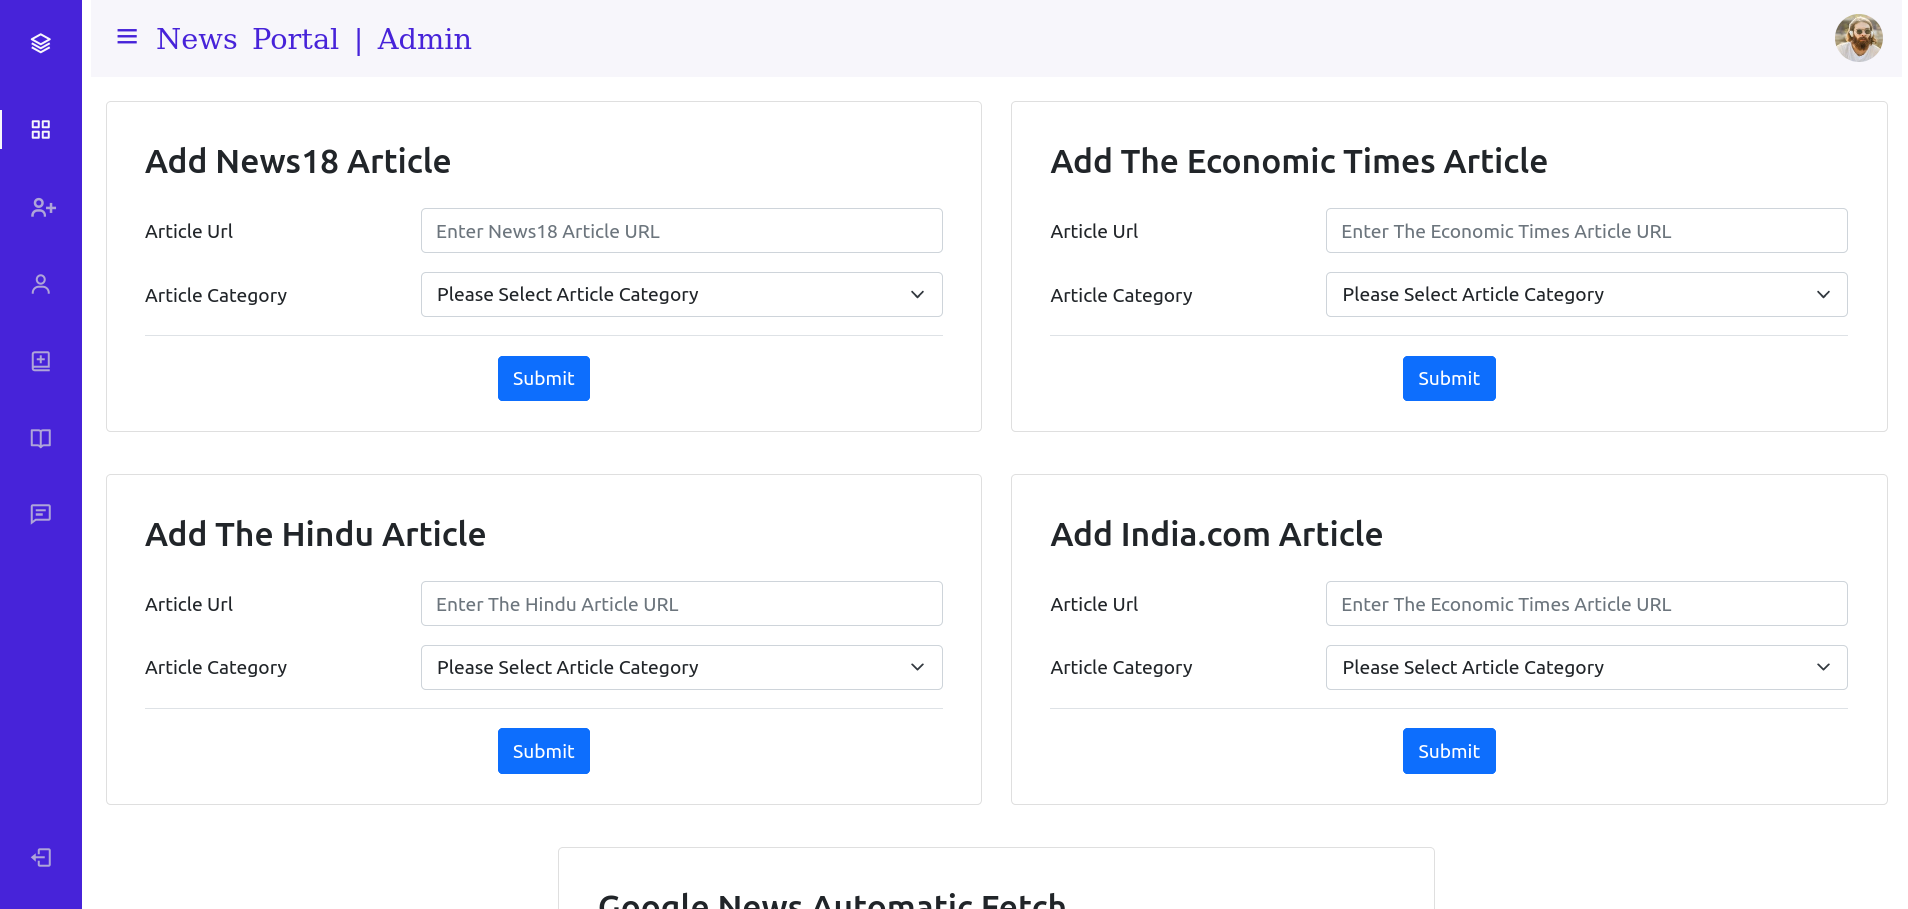 News Portal | Admin
Add News18 Article
Article Url
Enter News18 Article URL
Article Category
Please Select Article Category
Submit
Add The Economic Times Article
Article Url
Enter The Economic Times Article URL
Article Category
Please Select Article Category
Submit
Add The Hindu Article
Article Url
Enter The Hindu Article URL
Article Category
Please Select Article Category
Submit
Add India.com Article
Article Url
Enter The Economic Times Article URL
Article Category
Please Select Article Category
Submit
Google News Automatic Fetch